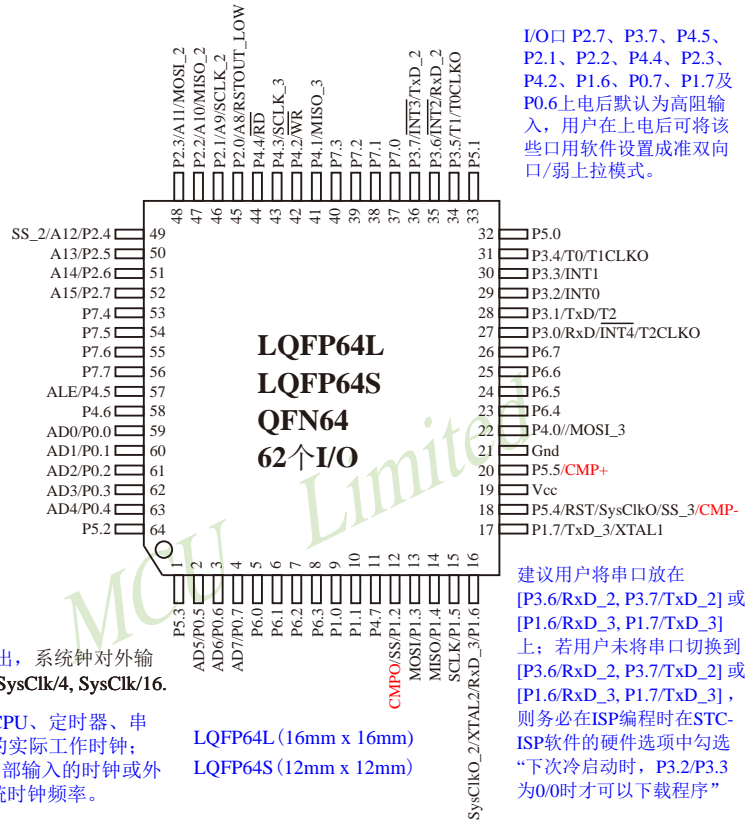 I/O口 P2.7、P3.7、P4.5、
P2.1、P2.2、P4.4、P2.3、
P4.2、P1.6、P0.7、P1.7及
P0.6上电后默认为高阻输
入，用户在上电后可将该
些口用软件设置成准双向
口/弱上拉模式。
P2.3/A11/MOSI_2
P2.2/A10/MISO_2
P2.1/A9/SCLK_2
P2.0/A8/RSTOUT_LOW
P4.4/RD
P4.3/SCLK_3
P4.2/WR
P4.1/MISO_3
P7.3
P7.2
P7.1
P7.0
P3.7/INT3/TxD_2
P3.6/INT2/RxD_2
P3.5/T1/T0CLKO
P5.1
48 47 46 45 44 43 42 41 40 39 38 37 36 35 34 33
SS_2/A12/P2.4 49
A13/P2.5 50
A14/P2.6 51
A15/P2.7 52
P7.4 53
P7.5 54
P7.6 55
P7.7 56
ALE/P4.5 57
P4.6 58
AD0/P0.0 59
AD1/P0.1 60
AD2/P0.2 61
AD3/P0.3 62
AD4/P0.4 63
P5.2 64
LQFP64L
LQFP64S
QFN64
62个I/O
MCU Limited
32 P5.0
31 P3.4/T0/T1CLKO
30 P3.3/INT1
29 P3.2/INT0
28 P3.1/TxD/T2
27 P3.0/RxD/INT4/T2CLKO
26 P6.7
25 P6.6
24 P6.5
23 P6.4
22 P4.0//MOSI_3
21 Gnd
20 P5.5/CMP+
19 Vcc
18 P5.4/RST/SysClkO/SS_3/CMP-
17 P1.7/TxD_3/XTAL1
1 2 3 4 5 6 7 8 9 10 11 12 13 14 15 16
P5.3
AD5/P0.5
AD6/P0.6
AD7/P0.7
P6.0
P6.1
P6.2
P6.3
P1.0
P1.1
P4.7
CMPO/SS/P1.2
MOSI/P1.3
MISO/P1.4
SCLK/P1.5
SysClkO_2/XTAL2/RxD_3/P1.6
出，系统钟对外输
SysClk/4, SysClk/16.
CPU、定时器、串
的实际工作时钟；
部输入的时钟或外
统时钟频率。
LQFP64L（16mm x 16mm）
LQFP64S（12mm x 12mm）
建议用户将串口放在
[P3.6/RxD_2, P3.7/TxD_2] 或
[P1.6/RxD_3, P1.7/TxD_3]
上；若用户未将串口切换到
[P3.6/RxD_2, P3.7/TxD_2] 或
[P1.6/RxD_3, P1.7/TxD_3]，
则务必在ISP编程时在STC-
ISP软件的硬件选项中勾选
“下次冷启动时，P3.2/P3.3
为0/0时才可以下载程序”